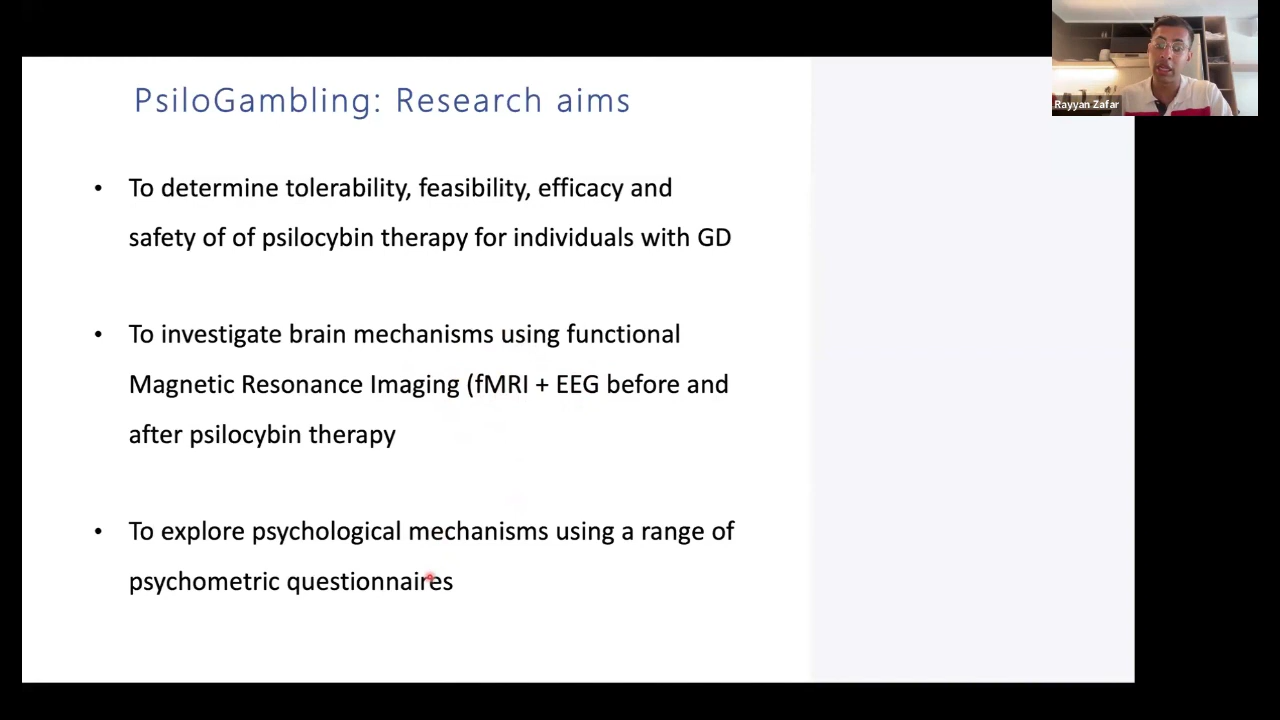 PsiloGambling: Research aims
Rayyan Zafar
• To determine tolerability, feasibility, efficacy and
safety of of psilocybin therapy for individuals with GD
• To investigate brain mechanisms using functional
Magnetic Resonance Imaging (fMRI + EEG before and
after psilocybin therapy
• To explore psychological mechanisms using a range of
psychometric questionnaires